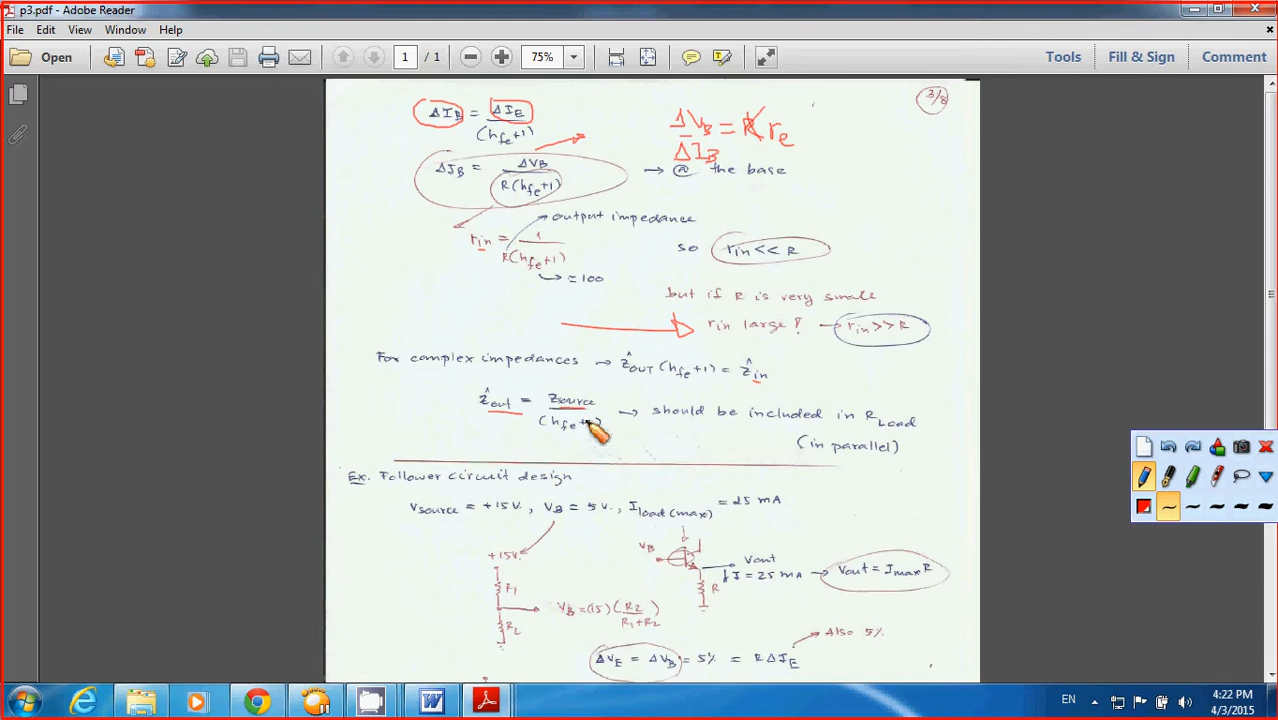 p3.pdf - Adobe Reader
File Edit View Window Help
Open 1 / 1 75% Tools Fill & Sign Comment
3/8
ΔIB = ΔIE / (hfe+1)
ΔVB / ΔIB = R re
ΔIB = ΔVB / R(hfe+1) → @ the base
→ output impedance
rin = 1 / R(hfe+1) so rin << R
↳ ≈ 100
but if R is very small
rin large! → rin >> R
For complex impedances → ẑOUT (hfe+1) = ẑin
ẑout = Zsource / (hfe+1) → should be included in RLoad
(in parallel)
Ex. Follower circuit design
Vsource = +15V. , VB = 5V. , Iload(max) = 25 mA
+15V. VB Vout
I = 25 mA → Vout = Imax R
R1 R
VB = (15) (R2 / R1+R2)
R2
→ Also 5%
ΔVE = ΔVB = 5% = R ΔIE
EN 4:22 PM
4/3/2015